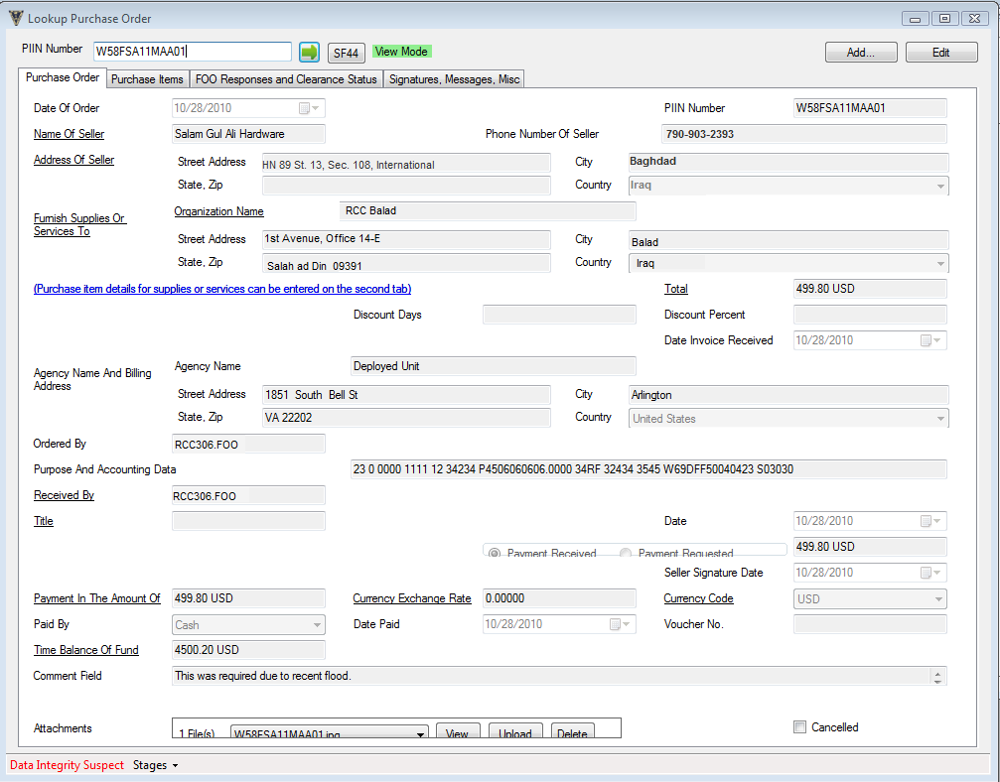 Lookup Purchase Order
PIIN Number W58FSA11MAA01 SF44 View Mode Add... Edit
Purchase Order Purchase Items FOO Responses and Clearance Status Signatures, Messages, Misc
Date Of Order 10/28/2010 PIIN Number W58FSA11MAA01
Name Of Seller Salam Gul Ali Hardware Phone Number Of Seller 790-903-2393
Address Of Seller Street Address HN 89 St. 13, Sec. 108, International City Baghdad
State, Zip Country Iraq
Furnish Supplies Or Services To Organization Name RCC Balad
Street Address 1st Avenue, Office 14-E City Balad
State, Zip Salah ad Din 09391 Country Iraq
(Purchase item details for supplies or services can be entered on the second tab) Total 499.80 USD
Discount Days Discount Percent
Date Invoice Received 10/28/2010
Agency Name And Billing Address Agency Name Deployed Unit
Street Address 1851 South Bell St City Arlington
State, Zip VA 22202 Country United States
Ordered By RCC306.FOO
Purpose And Accounting Data 23 0 0000 1111 12 34234 P4506060606.0000 34RF 32434 3545 W69DFF50040423 S03030
Received By RCC306.FOO
Title Date 10/28/2010
Payment Received Payment Requested 499.80 USD
Seller Signature Date 10/28/2010
Payment In The Amount Of 499.80 USD Currency Exchange Rate 0.00000 Currency Code USD
Paid By Cash Date Paid 10/28/2010 Voucher No.
Time Balance Of Fund 4500.20 USD
Comment Field This was required due to recent flood.
Attachments 1 File(s) W58FSA11MAA01.jpg View Upload Delete Cancelled
Data Integrity Suspect Stages